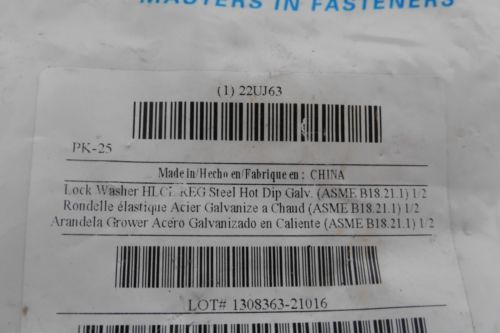 MASTERS IN FASTENERS
(1) 22UJ63
PK-25
Made in/Hecho en/Fabrique en: CHINA
Lock Washer HLCL REG Steel Hot Dip Galv. (ASME B18.21.1) 1/2
Rondelle élastique Acier Galvanize a Chaud (ASME B18.21.1) 1/2
Arandela Grower Acero Galvanizado en Caliente (ASME B18.21.1) 1/2
LOT# 1308363-21016